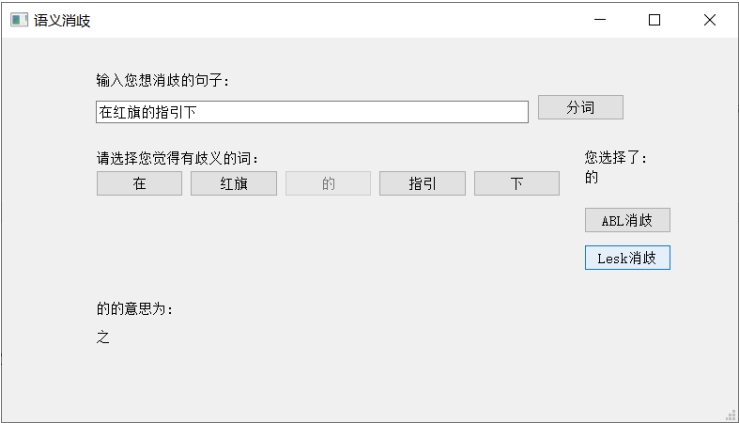 语义消歧
输入您想消歧的句子：
在红旗的指引下
分词
请选择您觉得有歧义的词：
在 红旗 的 指引 下
您选择了：
的
ABL消歧
Lesk消歧
的的意思为：
之